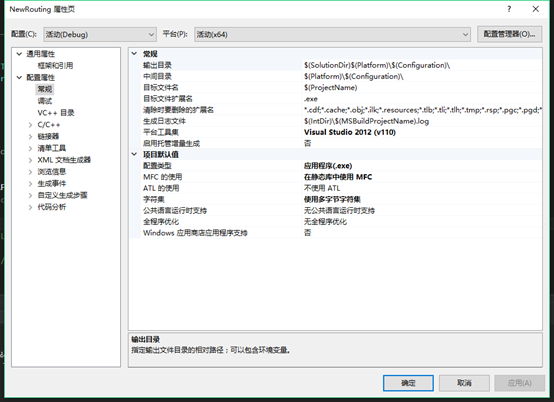 NewRouting 属性页
? ×
配置(C): 活动(Debug) 平台(P): 活动(x64) 配置管理器(O)...
通用属性
框架和引用
配置属性
常规
调试
VC++ 目录
C/C++
链接器
清单工具
XML 文档生成器
浏览信息
生成事件
自定义生成步骤
代码分析
常规
输出目录 $(SolutionDir)$(Platform)\$(Configuration)\
中间目录 $(Platform)\$(Configuration)\
目标文件名 $(ProjectName)
目标文件扩展名 .exe
清除时要删除的扩展名 *.cdf;*.cache;*.obj;*.ilk;*.resources;*.tlb;*.tli;*.tlh;*.tmp;*.rsp;*.pgc;*.pgd;*
生成日志文件 $(IntDir)\$(MSBuildProjectName).log
平台工具集 Visual Studio 2012 (v110)
启用托管增量生成 否
项目默认值
配置类型 应用程序(.exe)
MFC 的使用 在静态库中使用 MFC
ATL 的使用 不使用 ATL
字符集 使用多字节字符集
公共语言运行时支持 无公共语言运行时支持
全程序优化 无全程序优化
Windows 应用商店应用程序支持 否
输出目录
指定输出文件目录的相对路径；可以包含环境变量。
确定 取消 应用(A)